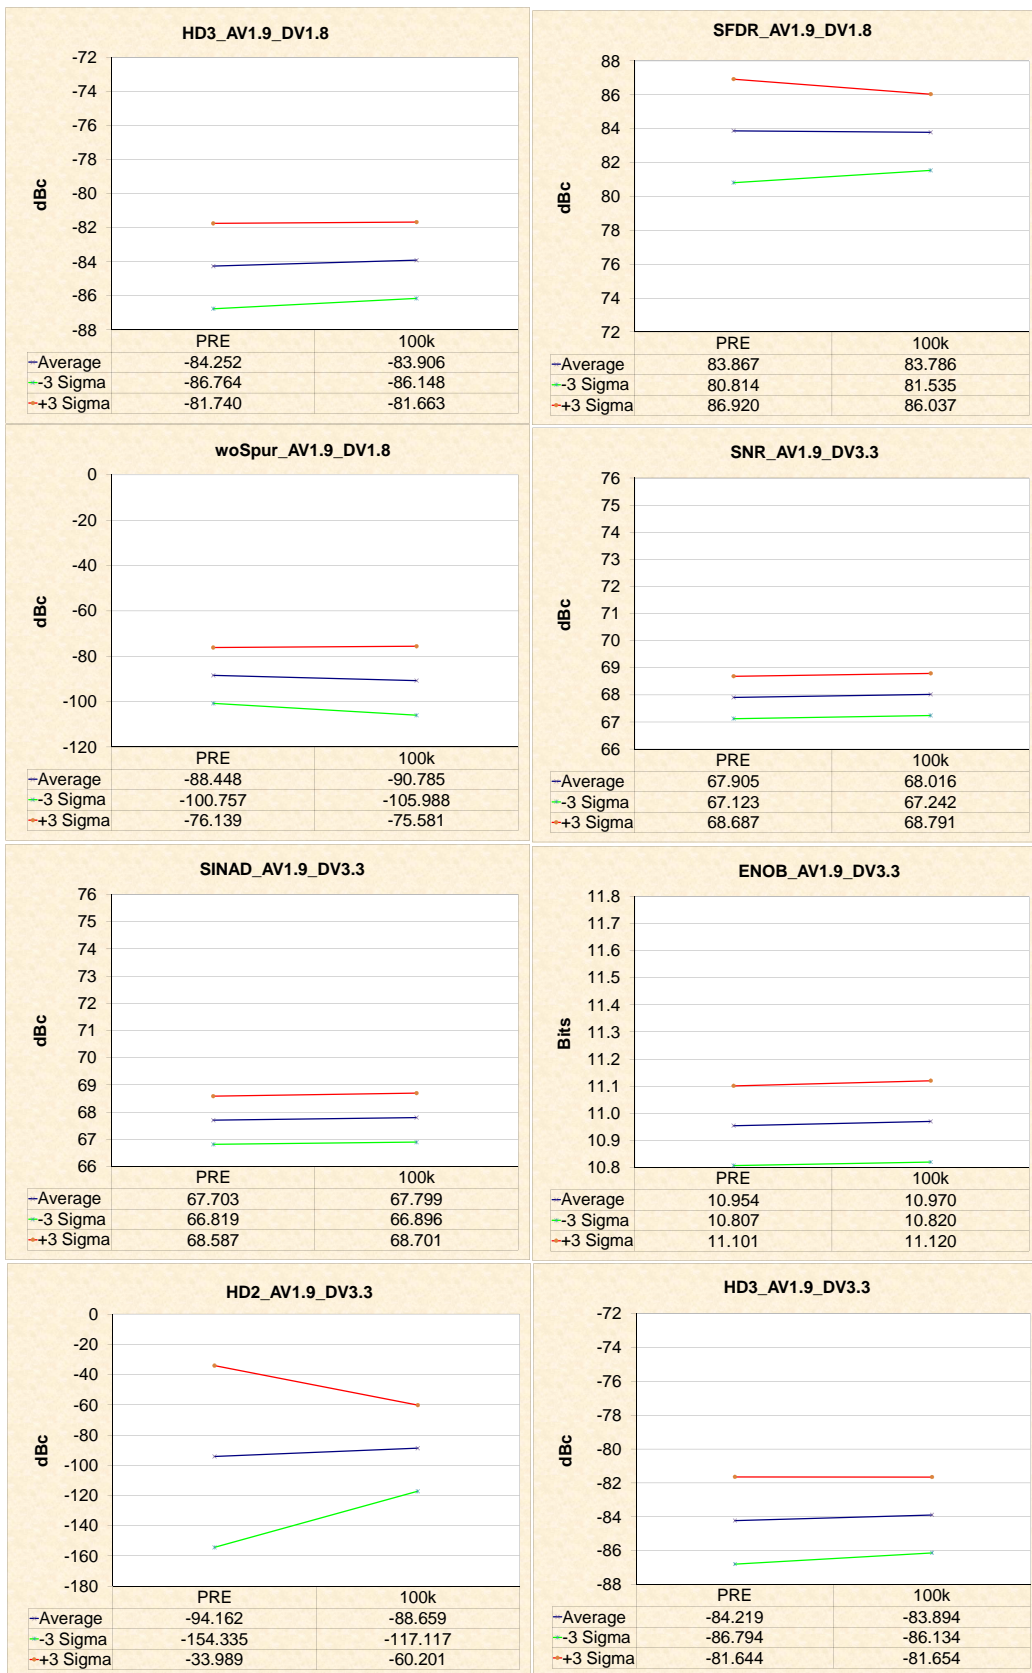 HD3_AV1.9_DV1.8
-72
-74
-76
-78
-80
-82
-84
-86
-88
dBc
PRE 100k
Average -84.252 -83.906
-3 Sigma -86.764 -86.148
+3 Sigma -81.740 -81.663
SFDR_AV1.9_DV1.8
88
86
84
82
80
78
76
74
72
dBc
PRE 100k
Average 83.867 83.786
-3 Sigma 80.814 81.535
+3 Sigma 86.920 86.037
woSpur_AV1.9_DV1.8
0
-20
-40
-60
-80
-100
-120
dBc
PRE 100k
Average -88.448 -90.785
-3 Sigma -100.757 -105.988
+3 Sigma -76.139 -75.581
SNR_AV1.9_DV3.3
76
75
74
73
72
71
70
69
68
67
66
dBc
PRE 100k
Average 67.905 68.016
-3 Sigma 67.123 67.242
+3 Sigma 68.687 68.791
SINAD_AV1.9_DV3.3
76
75
74
73
72
71
70
69
68
67
66
dBc
PRE 100k
Average 67.703 67.799
-3 Sigma 66.819 66.896
+3 Sigma 68.587 68.701
ENOB_AV1.9_DV3.3
11.8
11.7
11.6
11.5
11.4
11.3
11.2
11.1
11.0
10.9
10.8
Bits
PRE 100k
Average 10.954 10.970
-3 Sigma 10.807 10.820
+3 Sigma 11.101 11.120
HD2_AV1.9_DV3.3
0
-20
-40
-60
-80
-100
-120
-140
-160
-180
dBc
PRE 100k
Average -94.162 -88.659
-3 Sigma -154.335 -117.117
+3 Sigma -33.989 -60.201
HD3_AV1.9_DV3.3
-72
-74
-76
-78
-80
-82
-84
-86
-88
dBc
PRE 100k
Average -84.219 -83.894
-3 Sigma -86.794 -86.134
+3 Sigma -81.644 -81.654